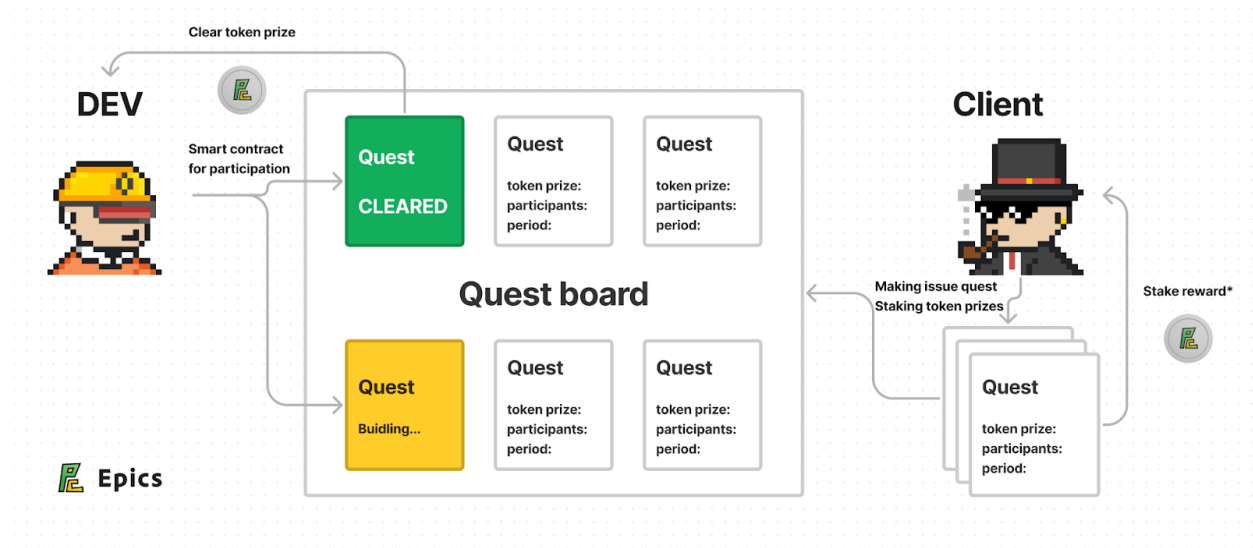 Clear token prize
DEV
Client
Smart contract
for participation
Quest
CLEARED
Quest
token prize:
participants:
period:
Quest
token prize:
participants:
period:
Quest board
Making issue quest
Staking token prizes
Stake reward*
Quest
Buidling...
Quest
token prize:
participants:
period:
Quest
token prize:
participants:
period:
Quest
token prize:
participants:
period:
Epics